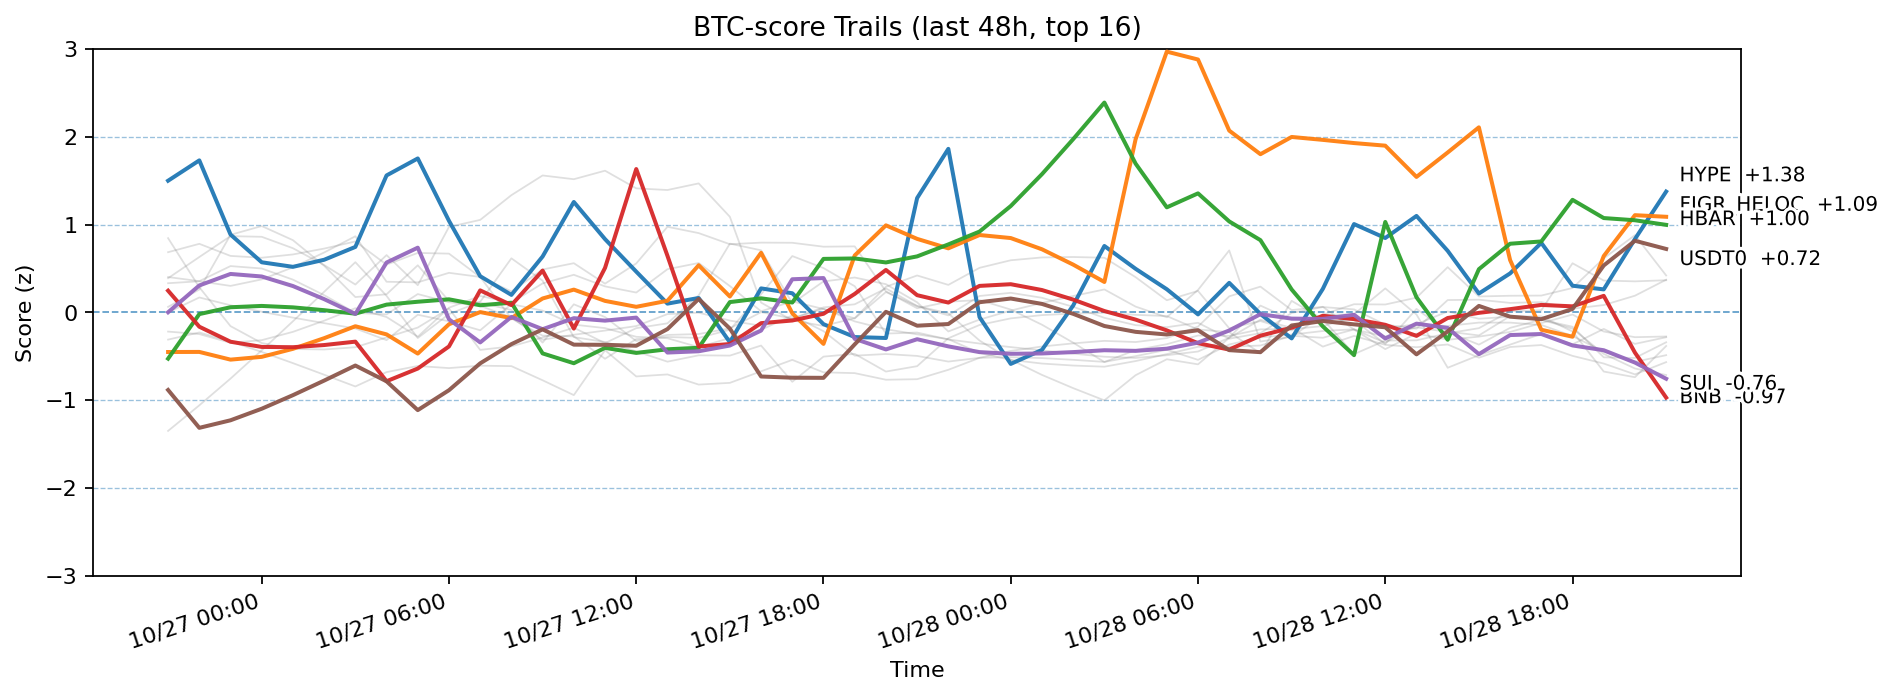 BTC-score Trails (last 48h, top 16)
Score (z)
3
2
1
0
−1
−2
−3
HYPE +1.38
FIGR_HELOC +1.09
HBAR +1.00
USDT0 +0.72
SUI -0.76
BNB -0.97
10/27 00:00
10/27 06:00
10/27 12:00
10/27 18:00
10/28 00:00
10/28 06:00
10/28 12:00
10/28 18:00
Time